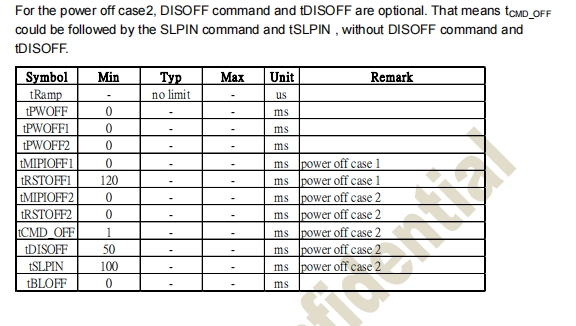 For the power off case2, DISOFF command and tDISOFF are optional. That means tCMD_OFF
could be followed by the SLPIN command and tSLPIN , without DISOFF command and
tDISOFF.
Symbol Min Typ Max Unit Remark
tRamp - no limit - us
tPWOFF 0 - - ms
tPWOFF1 0 - - ms
tPWOFF2 0 - - ms
tMIPIOFF1 0 - - ms power off case 1
tRSTOFF1 120 - - ms power off case 1
tMIPIOFF2 0 - - ms power off case 2
tRSTOFF2 0 - - ms power off case 2
tCMD_OFF 1 - - ms power off case 2
tDISOFF 50 - - ms power off case 2
tSLPIN 100 - - ms power off case 2
tBLOFF 0 - - ms
fidential